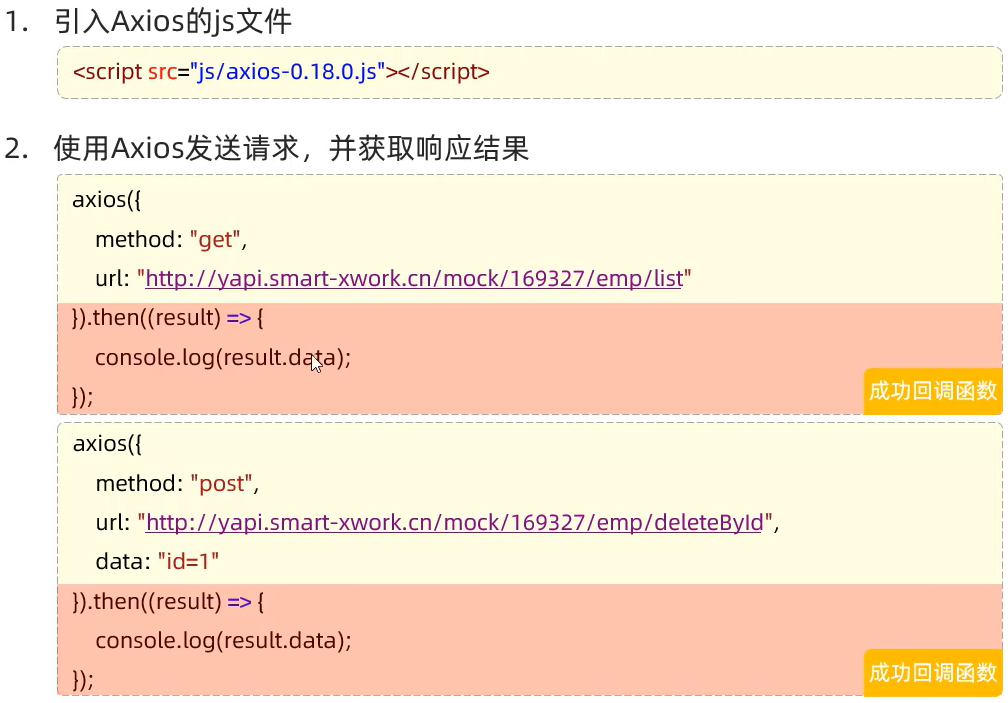 1. 引入Axios的js文件
<script src="js/axios-0.18.0.js"></script>
2. 使用Axios发送请求，并获取响应结果
axios({
method: "get",
url: "http://yapi.smart-xwork.cn/mock/169327/emp/list"
}).then((result) => {
console.log(result.data);
});
成功回调函数
axios({
method: "post",
url: "http://yapi.smart-xwork.cn/mock/169327/emp/deleteById",
data: "id=1"
}).then((result) => {
console.log(result.data);
});
成功回调函数